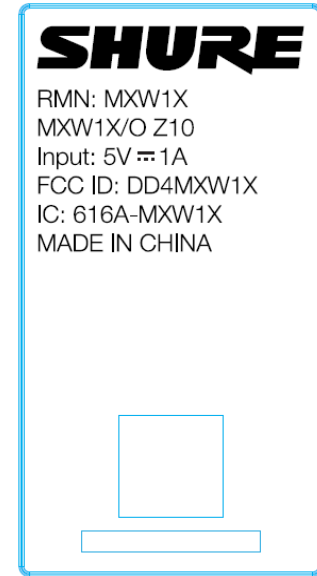 SHURE
RMN: MXW1X
MXW1X/O Z10
Input: 5V ⎓ 1A
FCC ID: DD4MXW1X
IC: 616A-MXW1X
MADE IN CHINA